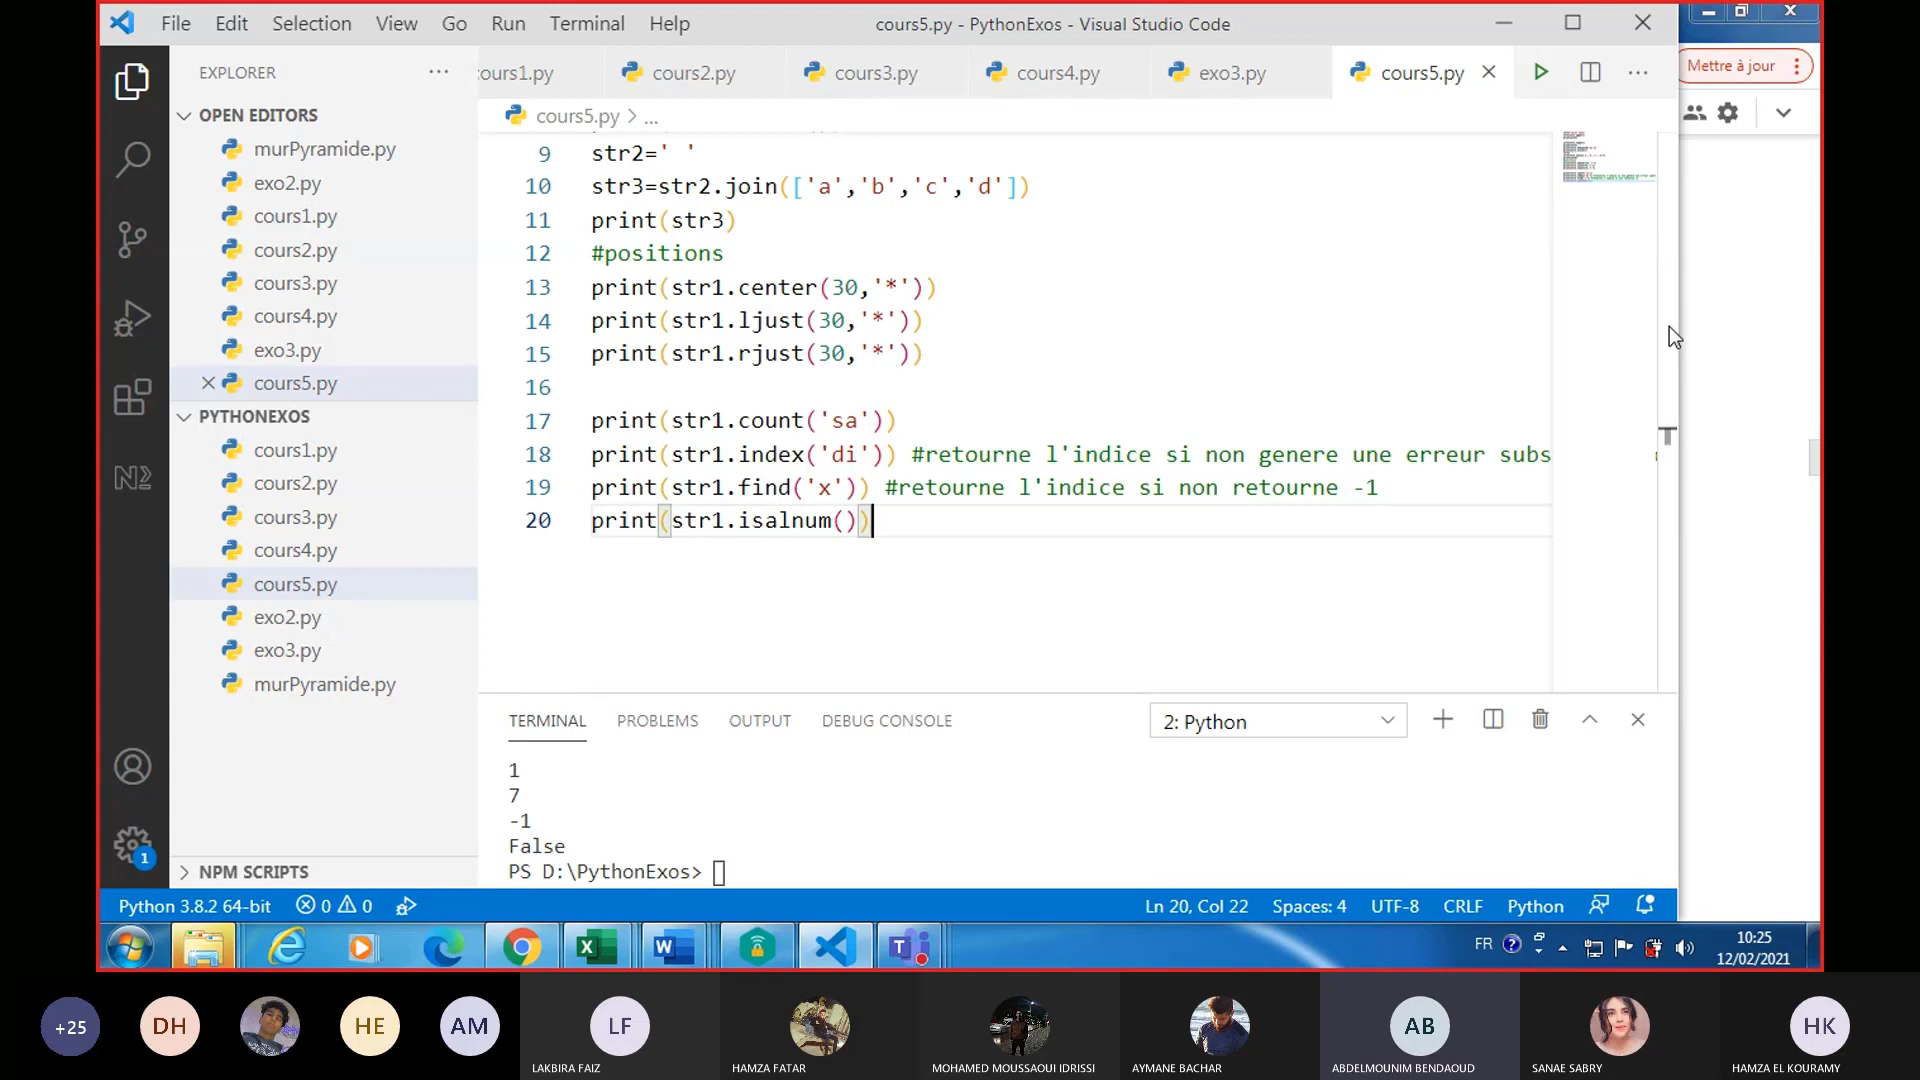 File Edit Selection View Go Run Terminal Help
cours5.py - PythonExos - Visual Studio Code
Mettre à jour
EXPLORER
ours1.py cours2.py cours3.py cours4.py exo3.py cours5.py
OPEN EDITORS
murPyramide.py
exo2.py
cours1.py
cours2.py
cours3.py
cours4.py
exo3.py
cours5.py
PYTHONEXOS
cours1.py
cours2.py
cours3.py
cours4.py
cours5.py
exo2.py
exo3.py
murPyramide.py
NPM SCRIPTS
1
cours5.py > ...
9 str2=' '
10 str3=str2.join(['a','b','c','d'])
11 print(str3)
12 #positions
13 print(str1.center(30,'*'))
14 print(str1.ljust(30,'*'))
15 print(str1.rjust(30,'*'))
16
17 print(str1.count('sa'))
18 print(str1.index('di')) #retourne l'indice si non genere une erreur subs
19 print(str1.find('x')) #retourne l'indice si non retourne -1
20 print(str1.isalnum())
TERMINAL PROBLEMS OUTPUT DEBUG CONSOLE
2: Python
1
7
-1
False
PS D:\PythonExos>
Python 3.8.2 64-bit 0 0
Ln 20, Col 22 Spaces: 4 UTF-8 CRLF Python
FR
10:25
12/02/2021
+25 DH HE AM LF AB HK
LAKBIRA FAIZ HAMZA FATAR MOHAMED MOUSSAOUI IDRISSI AYMANE BACHAR ABDELMOUNIM BENDAOUD SANAE SABRY HAMZA EL KOURAMY